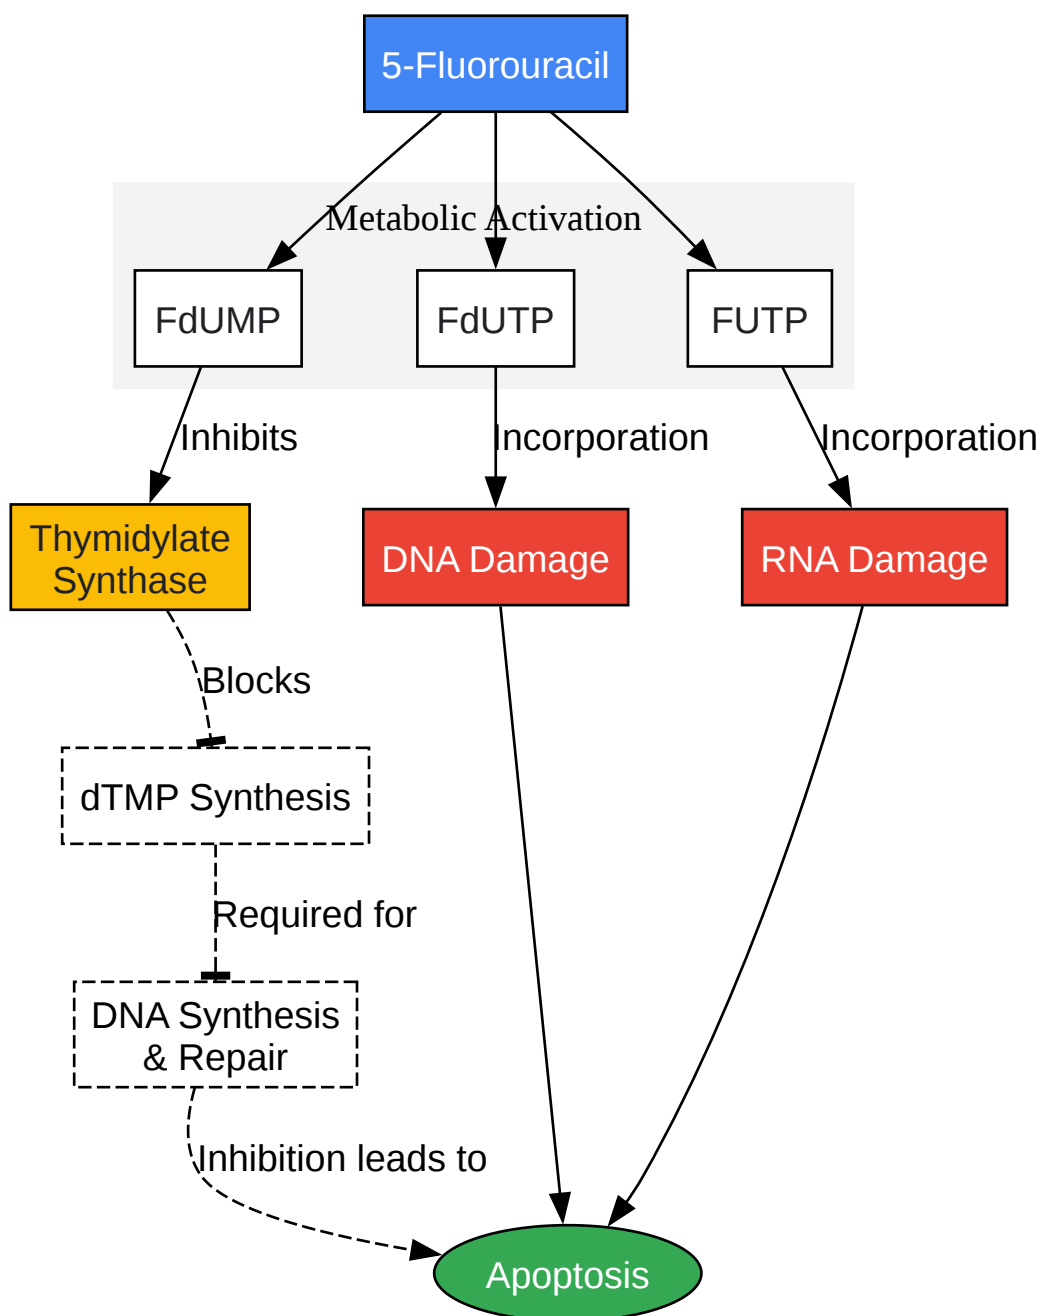 5-Fluorouracil
Metabolic Activation
FdUMP
FdUTP
FUTP
Inhibits
Incorporation
Incorporation
Thymidylate
Synthase
DNA Damage
RNA Damage
Blocks
dTMP Synthesis
Required for
DNA Synthesis
& Repair
Inhibition leads to
Apoptosis